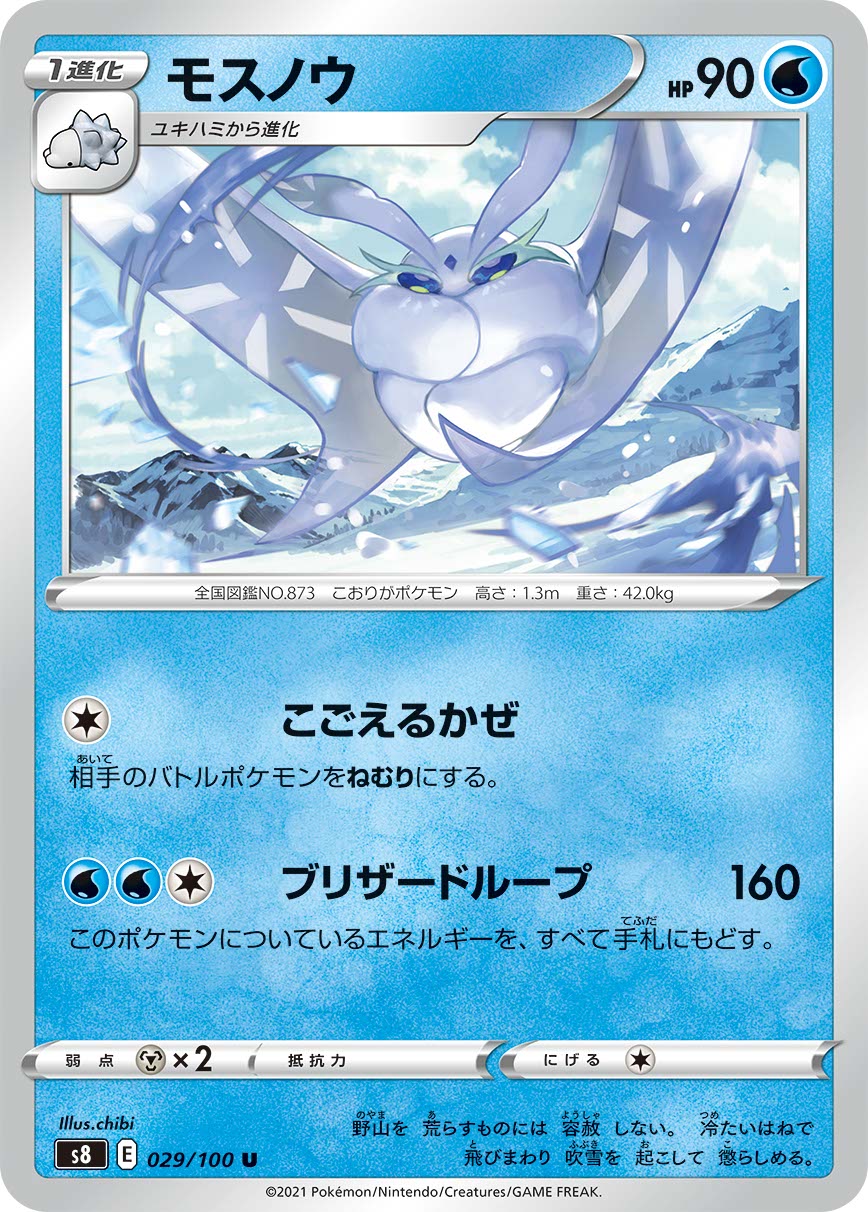 1進化
モスノウ
HP90
ユキハミから進化
全国図鑑NO.873 こおりがポケモン 高さ：1.3m 重さ：42.0kg
こごえるかぜ
あいて
相手のバトルポケモンをねむりにする。
ブリザードループ 160
てふだ
このポケモンについているエネルギーを、すべて手札にもどす。
弱点 ×2 抵抗力 にげる
Illus.chibi
のやま あ ようしゃ つめ
野山を 荒らすものには 容赦 しない。 冷たいはねで
と ふぶき お こ
飛びまわり 吹雪を 起こして 懲らしめる。
s8 E 029/100 U
©2021 Pokémon/Nintendo/Creatures/GAME FREAK.